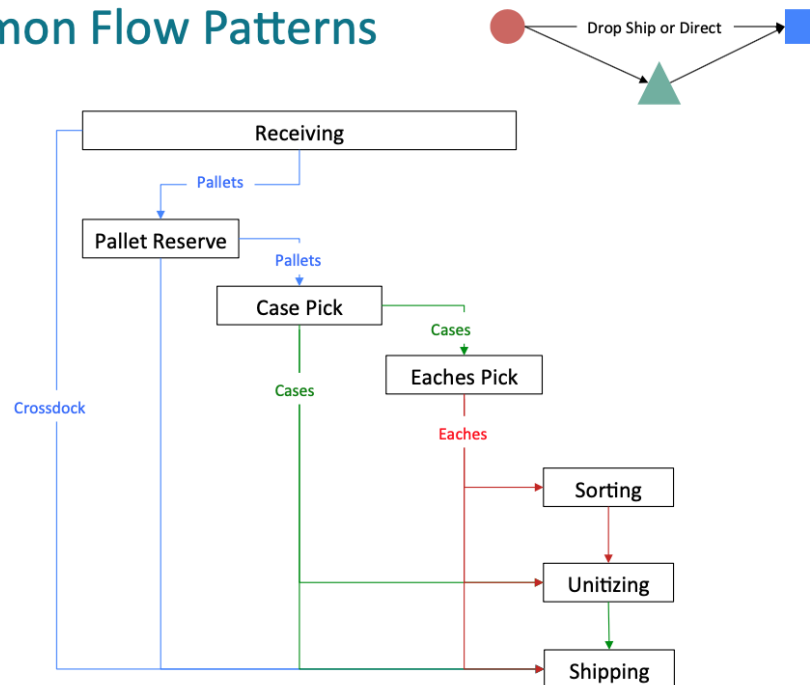 mon Flow Patterns
Drop Ship or Direct
Receiving
Pallets
Pallet Reserve
Pallets
Case Pick
Cases
Eaches Pick
Cases
Crossdock
Eaches
Sorting
Unitizing
Shipping